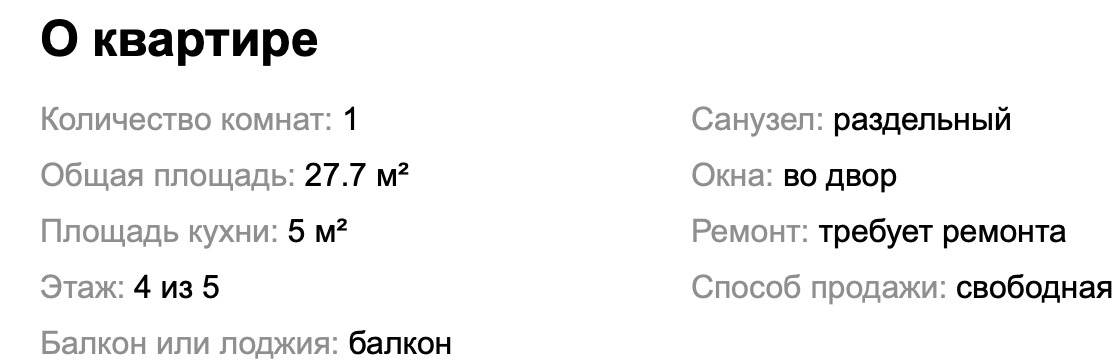 О квартире
Количество комнат: 1
Общая площадь: 27.7 м²
Площадь кухни: 5 м²
Этаж: 4 из 5
Балкон или лоджия: балкон
Санузел: раздельный
Окна: во двор
Ремонт: требует ремонта
Способ продажи: свободная